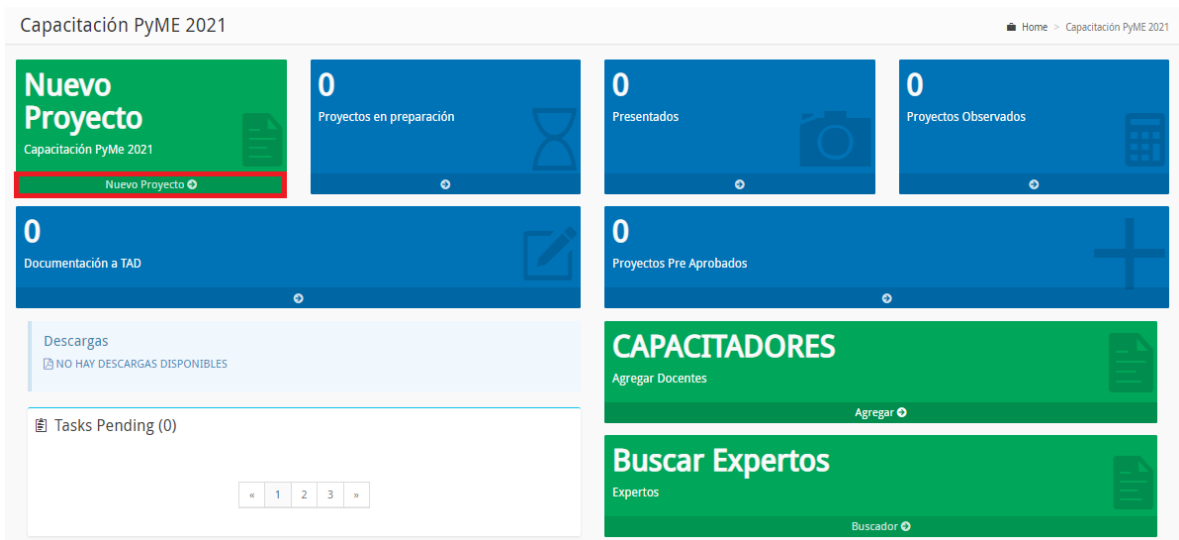 Capacitación PyME 2021
Home > Capacitación PyME 2021
Nuevo
Proyecto
Capacitación PyMe 2021
Nuevo Proyecto
0
Proyectos en preparación
0
Presentados
0
Proyectos Observados
0
Documentación a TAD
0
Proyectos Pre Aprobados
Descargas
NO HAY DESCARGAS DISPONIBLES
Tasks Pending (0)
« 1 2 3 »
CAPACITADORES
Agregar Docentes
Agregar
Buscar Expertos
Expertos
Buscador